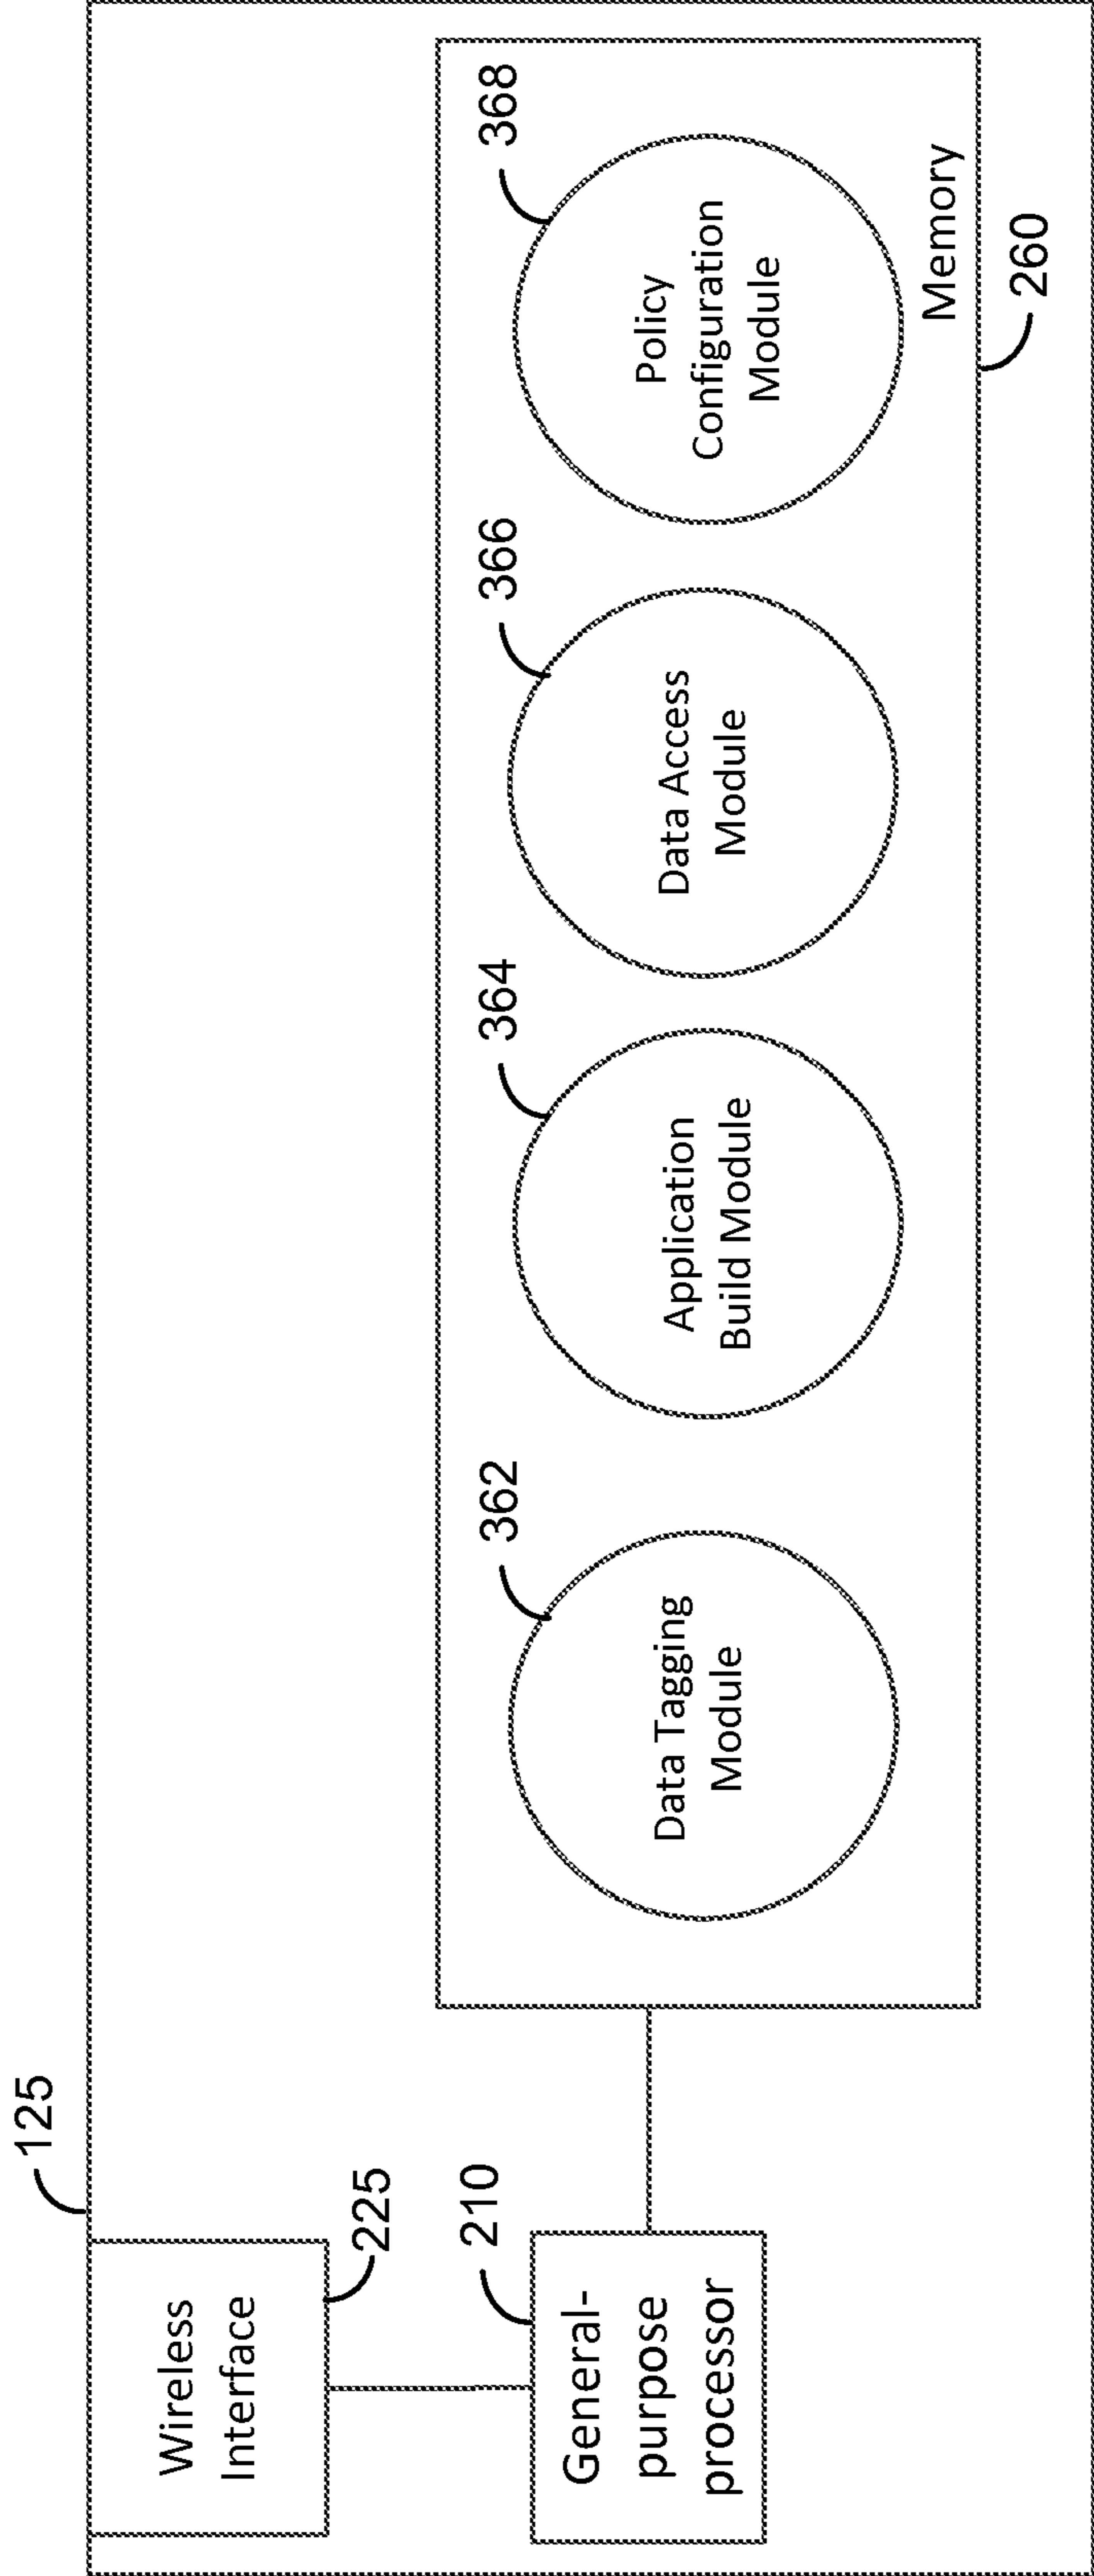 125
Wireless
Interface
225
210
General-
purpose
processor
362
Data Tagging
Module
364
Application
Build Module
366
Data Access
Module
368
Policy
Configuration
Module
Memory
260